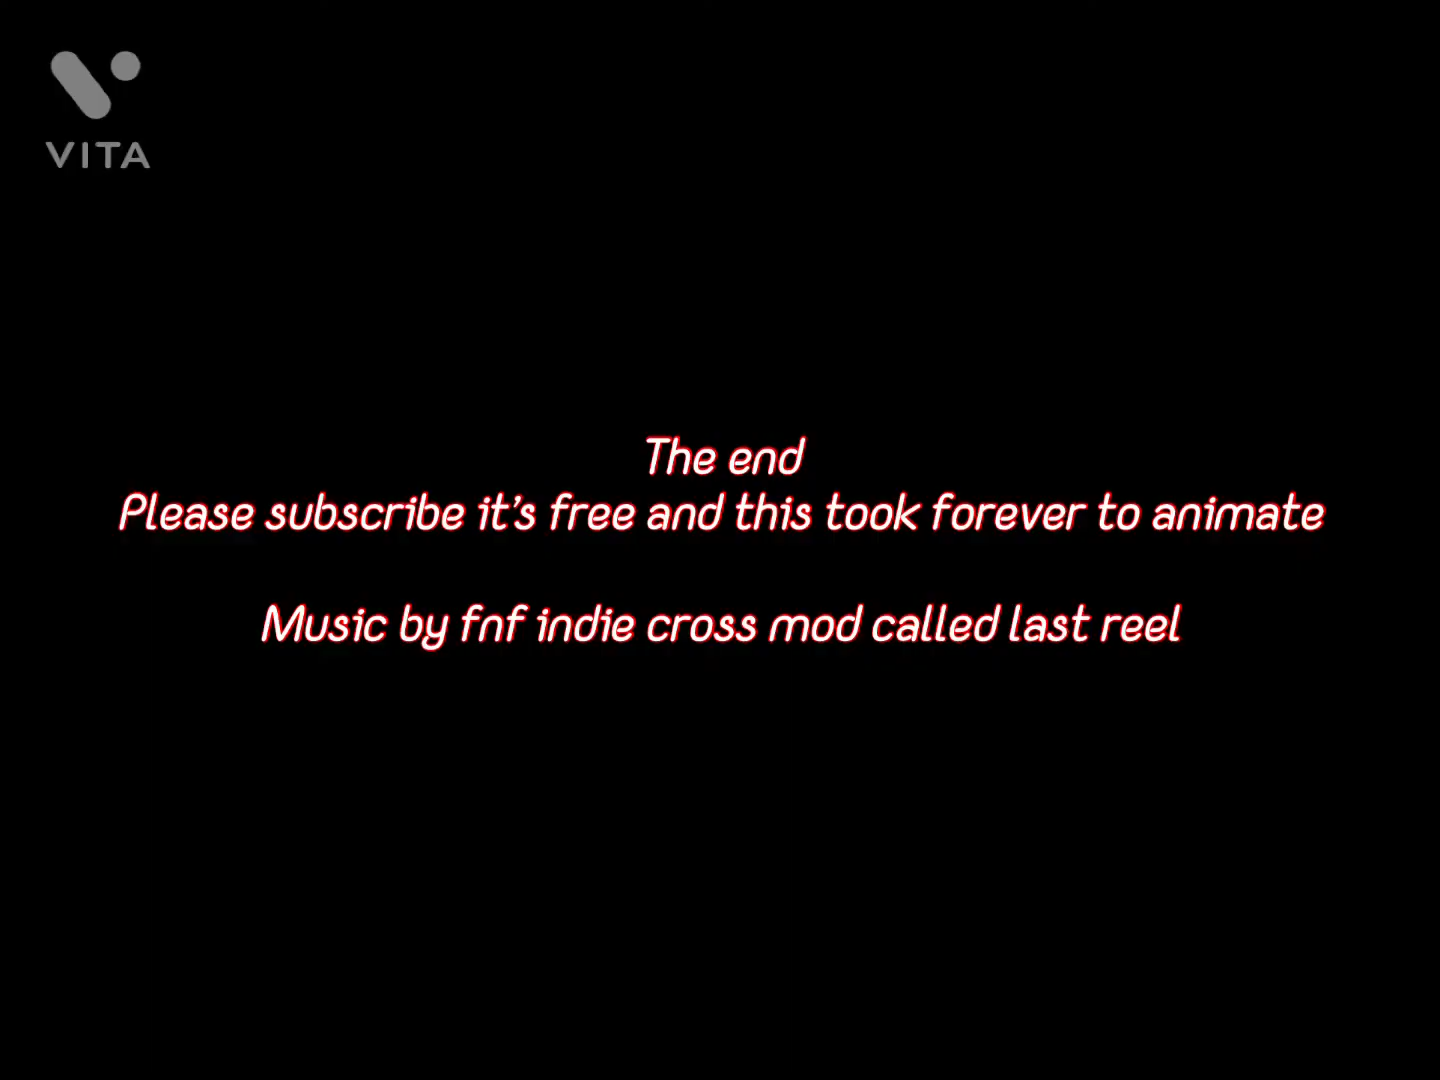 VITA
The end
Please subscribe it’s free and this took forever to animate
Music by fnf indie cross mod called last reel